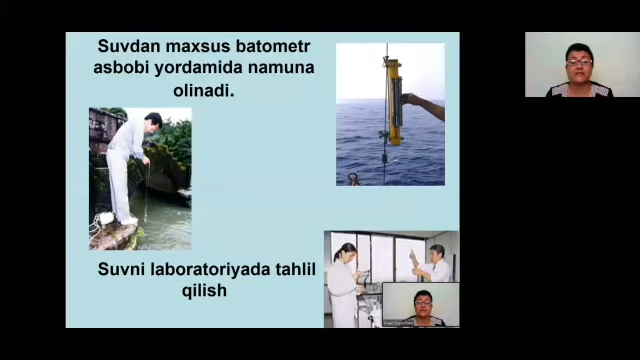 Suvdan maxsus batometr
asbobi yordamida namuna
olinadi.
Suvni laboratoriyada tahlil
qilish